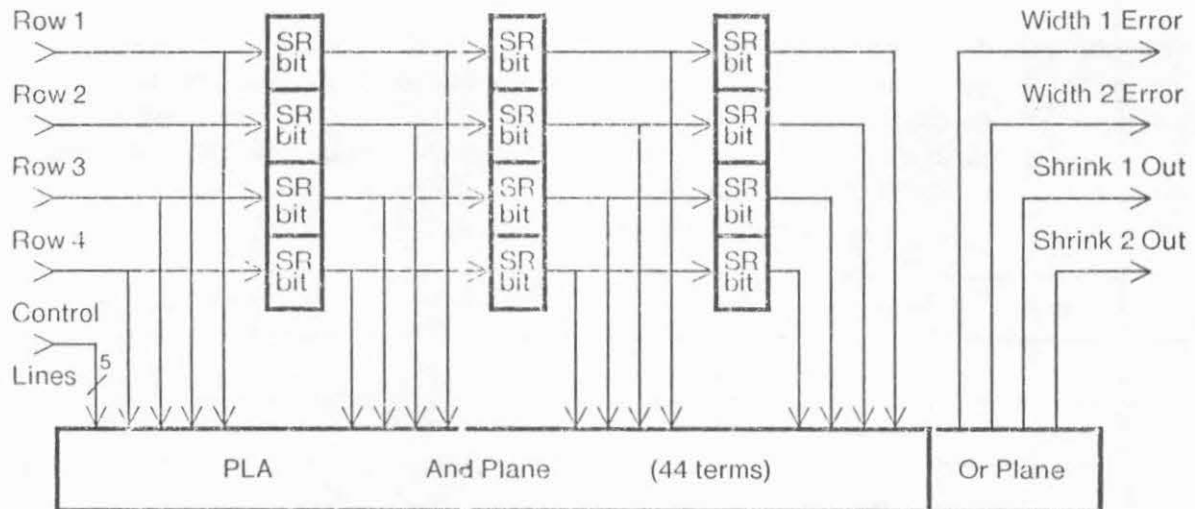 Row 1
SR
bit
SR
bit
SR
bit
Width 1 Error
Row 2
SR
bit
SR
bit
SR
bit
Width 2 Error
Row 3
SR
bit
SR
bit
SR
bit
Shrink 1 Out
Row 4
SR
bit
SR
bit
SR
bit
Shrink 2 Out
Control
Lines
5
PLA And Plane (44 terms)
Or Plane